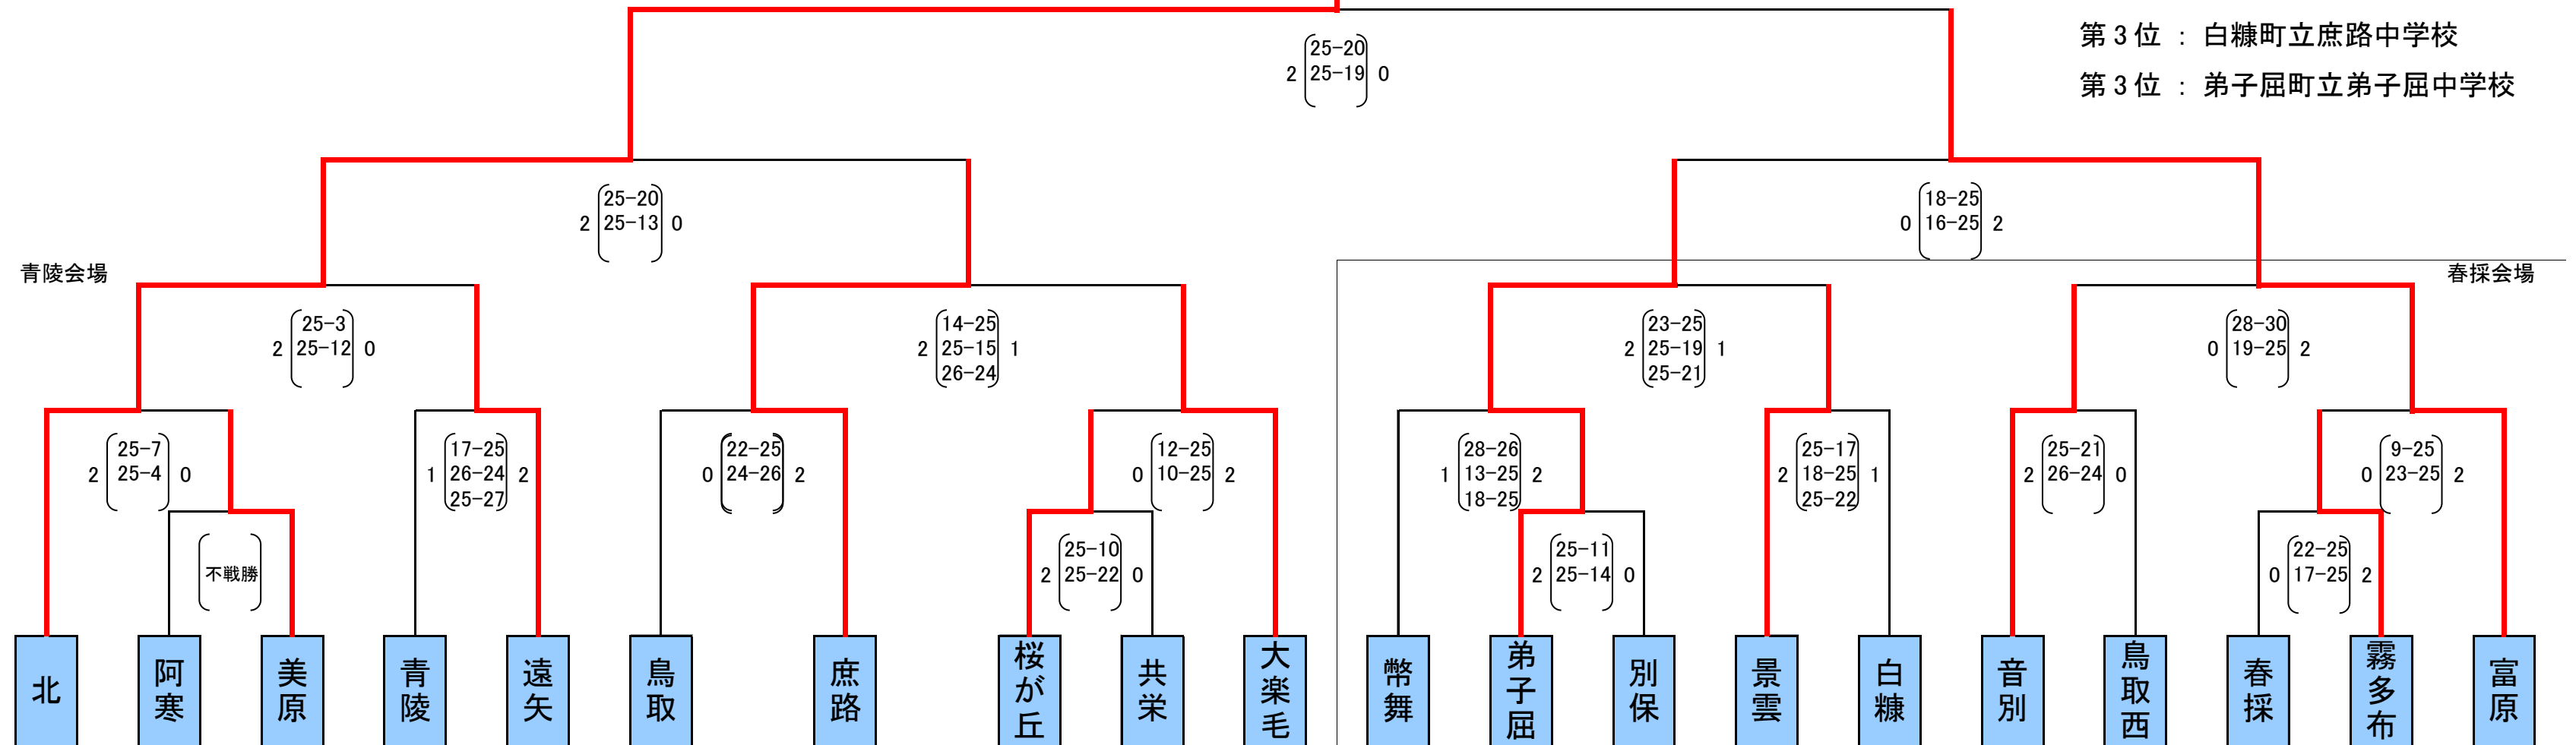 第３位 ： 白糠町立庶路中学校
第３位 ： 弟子屈町立弟子屈中学校
2 25-20 0
25-19
2 25-20 0
25-13
0 18-25 2
16-25
青陵会場
春採会場
2 25-3 0
25-12
2 14-25 1
25-15
26-24
2 23-25 1
25-19
25-21
0 28-30 2
19-25
2 25-7 0
25-4
1 17-25 2
26-24
25-27
0 22-25 2
24-26
0 12-25 2
10-25
1 28-26 2
13-25
18-25
2 25-17 1
18-25
25-22
2 25-21 0
26-24
0 9-25 2
23-25
不戦勝
2 25-10 0
25-22
2 25-11 0
25-14
0 22-25 2
17-25
北
阿寒
美原
青陵
遠矢
鳥取
庶路
桜が丘
共栄
大楽毛
幣舞
弟子屈
別保
景雲
白糠
音別
鳥取西
春採
霧多布
富原